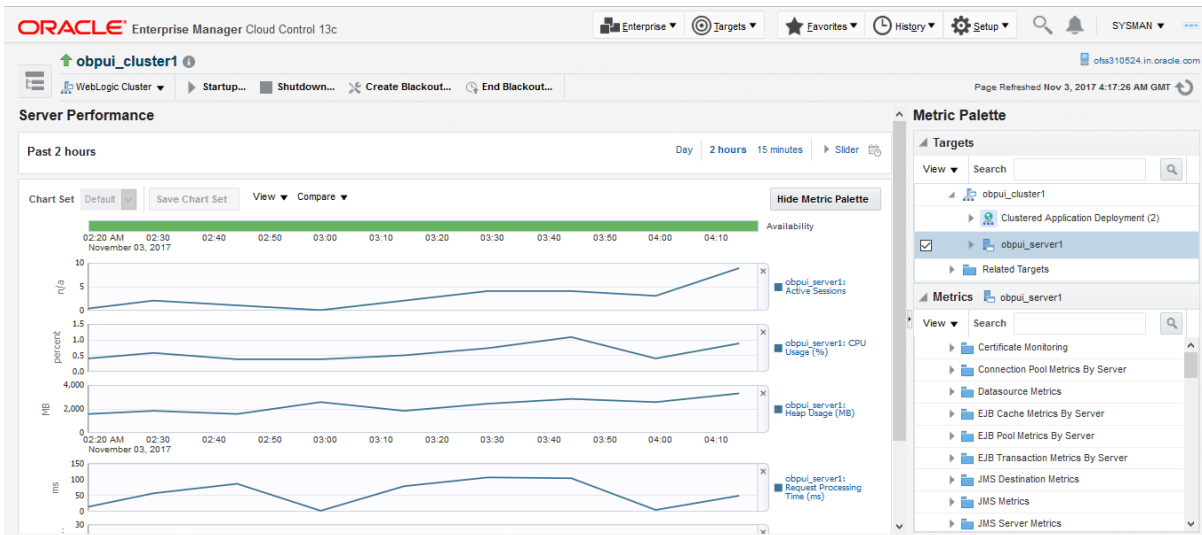 ORACLE Enterprise Manager Cloud Control 13c
Enterprise Targets Favorites History Setup SYSMAN
obpui_cluster1
ofss310524.in.oracle.com
WebLogic Cluster Startup... Shutdown... Create Blackout... End Blackout...
Page Refreshed Nov 3, 2017 4:17:26 AM GMT
Server Performance
Past 2 hours
Day 2 hours 15 minutes Slider
Chart Set Default Save Chart Set View Compare Hide Metric Palette
Availability
02:20 AM 02:30 02:40 02:50 03:00 03:10 03:20 03:30 03:40 03:50 04:00 04:10
November 03, 2017
10
5
0
n/a
obpui_server1:
Active Sessions
1.5
1.0
0.5
0.0
percent
obpui_server1: CPU
Usage (%)
4,000
2,000
0
MB
obpui_server1:
Heap Usage (MB)
02:20 AM 02:30 02:40 02:50 03:00 03:10 03:20 03:30 03:40 03:50 04:00 04:10
November 03, 2017
150
100
50
0
ms
obpui_server1:
Request Processing
Time (ms)
30
Metric Palette
Targets
View Search
obpui_cluster1
Clustered Application Deployment (2)
obpui_server1
Related Targets
Metrics obpui_server1
View Search
Certificate Monitoring
Connection Pool Metrics By Server
Datasource Metrics
EJB Cache Metrics By Server
EJB Pool Metrics By Server
EJB Transaction Metrics By Server
JMS Destination Metrics
JMS Metrics
JMS Server Metrics